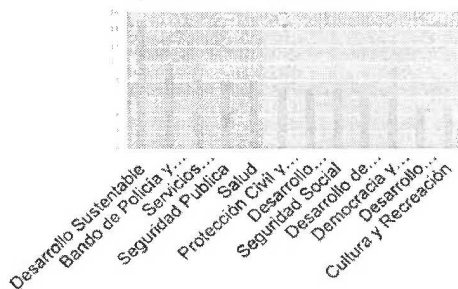 Desarrollo Sustentable
Bando de Policía y...
Servicios...
Seguridad Publica
Salud
Protección Civil y...
Desarrollo...
Seguridad Social
Desarrollo de...
Democracia y...
Desarrollo...
Cultura y Recreación